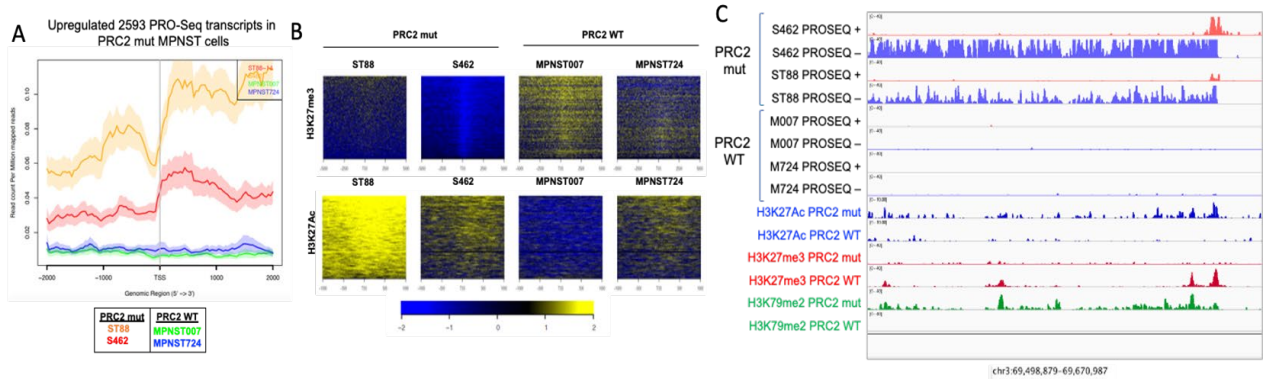 A
Upregulated 2593 PRO-Seq transcripts in
PRC2 mut MPNST cells
MPNST007
MPNST724
Read count Per Million mapped reads
0.10
0.08
0.06
0.04
0.02
-2000
-1000
TSS
1000
2000
Genomic Region (5' -> 3')
PRC2 mut
PRC2 WT
ST88
MPNST007
S462
MPNST724
B
PRC2 mut
PRC2 WT
ST88
S462
MPNST007
MPNST724
H3K27me3
ST88
S462
MPNST007
MPNST724
H3K27Ac
-2
-1
0
1
2
C
PRC2
mut
S462 PROSEQ +
S462 PROSEQ –
ST88 PROSEQ +
ST88 PROSEQ –
PRC2
WT
M007 PROSEQ +
M007 PROSEQ –
M724 PROSEQ +
M724 PROSEQ –
H3K27Ac PRC2 mut
H3K27Ac PRC2 WT
H3K27me3 PRC2 mut
H3K27me3 PRC2 WT
H3K79me2 PRC2 mut
H3K79me2 PRC2 WT
chr3:69,498,879-69,670,987